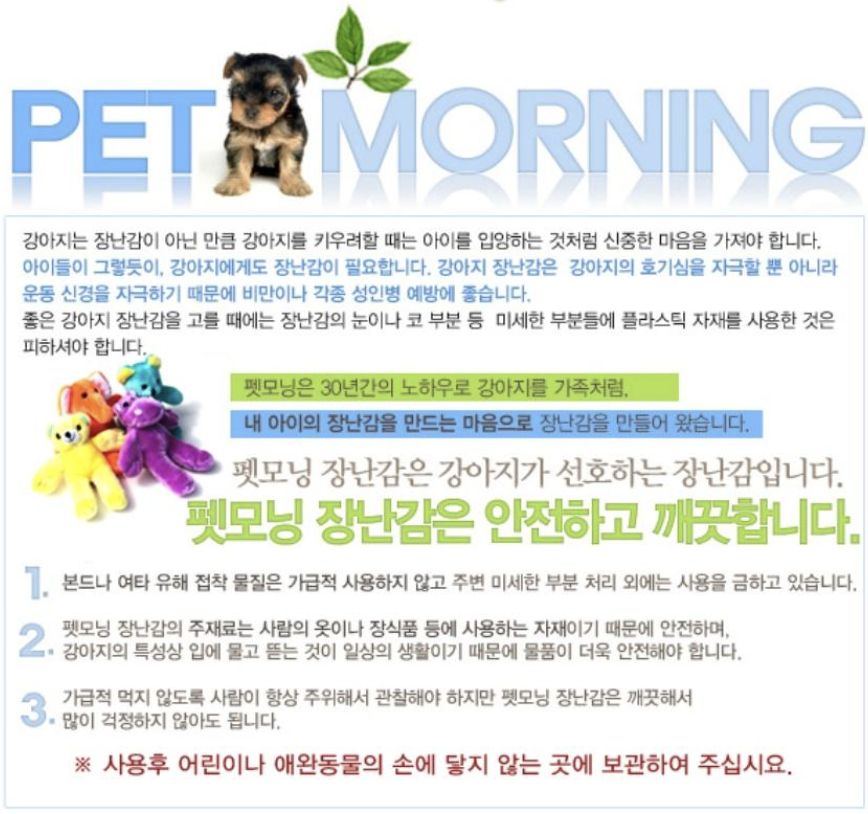 PET MORNING
강아지는 장난감이 아닌 만큼 강아지를 키우려할 때는 아이를 입양하는 것처럼 신중한 마음을 가져야 합니다.
아이들이 그렇듯이, 강아지에게도 장난감이 필요합니다. 강아지 장난감은 강아지의 호기심을 자극할 뿐 아니라
운동 신경을 자극하기 때문에 비만이나 각종 성인병 예방에 좋습니다.
좋은 강아지 장난감을 고를 때에는 장난감의 눈이나 코 부분 등 미세한 부분들에 플라스틱 자재를 사용한 것은
피하셔야 합니다.
펫모닝은 30년간의 노하우로 강아지를 가족처럼,
내 아이의 장난감을 만드는 마음으로 장난감을 만들어 왔습니다.
펫모닝 장난감은 강아지가 선호하는 장난감입니다.
펫모닝 장난감은 안전하고 깨끗합니다.
1. 본드나 여타 유해 접착 물질은 가급적 사용하지 않고 주변 미세한 부분 처리 외에는 사용을 금하고 있습니다.
2. 펫모닝 장난감의 주재료는 사람의 옷이나 장식품 등에 사용하는 자재이기 때문에 안전하며,
강아지의 특성상 입에 물고 뜯는 것이 일상의 생활이기 때문에 물품이 더욱 안전해야 합니다.
3. 가급적 먹지 않도록 사람이 항상 주위해서 관찰해야 하지만 펫모닝 장난감은 깨끗해서
많이 걱정하지 않아도 됩니다.
※ 사용후 어린이나 애완동물의 손에 닿지 않는 곳에 보관하여 주십시요.